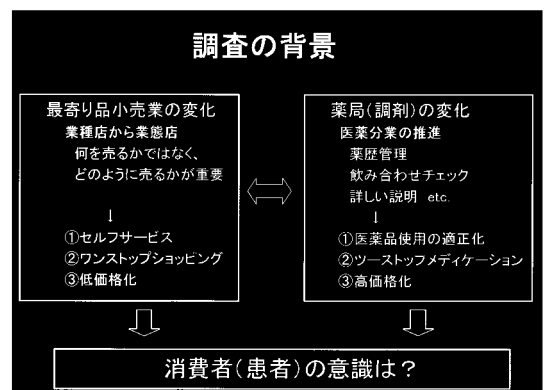 調査の背景
最寄り品小売業の変化
業種店から業態店
何を売るかではなく、
どのように売るかが重要
↓
①セルフサービス
②ワンストップショッピング
③低価格化
薬局(調剤)の変化
医薬分業の推進
薬歴管理
飲み合わせチェック
詳しい説明 etc.
↓
①医薬品使用の適正化
②ツーストップメディケーション
③高価格化
消費者(患者)の意識は?